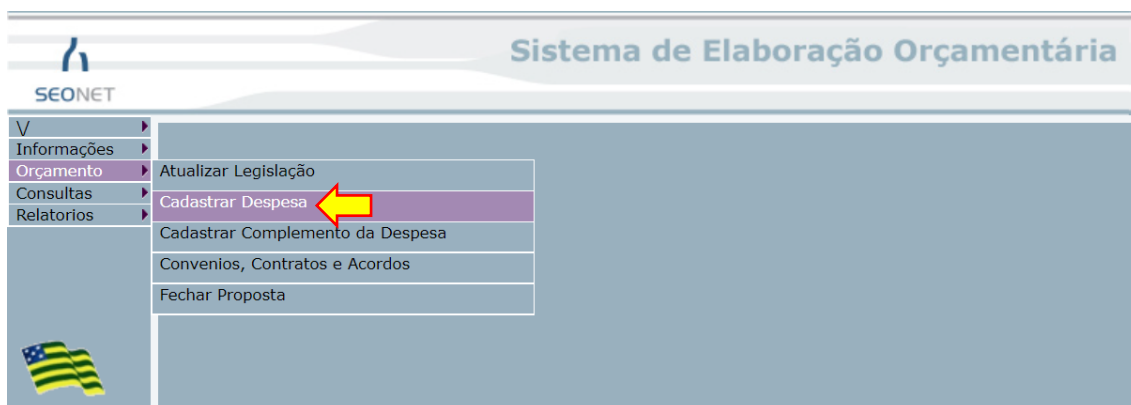 Sistema de Elaboração Orçamentária
SEONET
\/
Informações
Orçamento
Consultas
Relatorios
Atualizar Legislação
Cadastrar Despesa
Cadastrar Complemento da Despesa
Convenios, Contratos e Acordos
Fechar Proposta